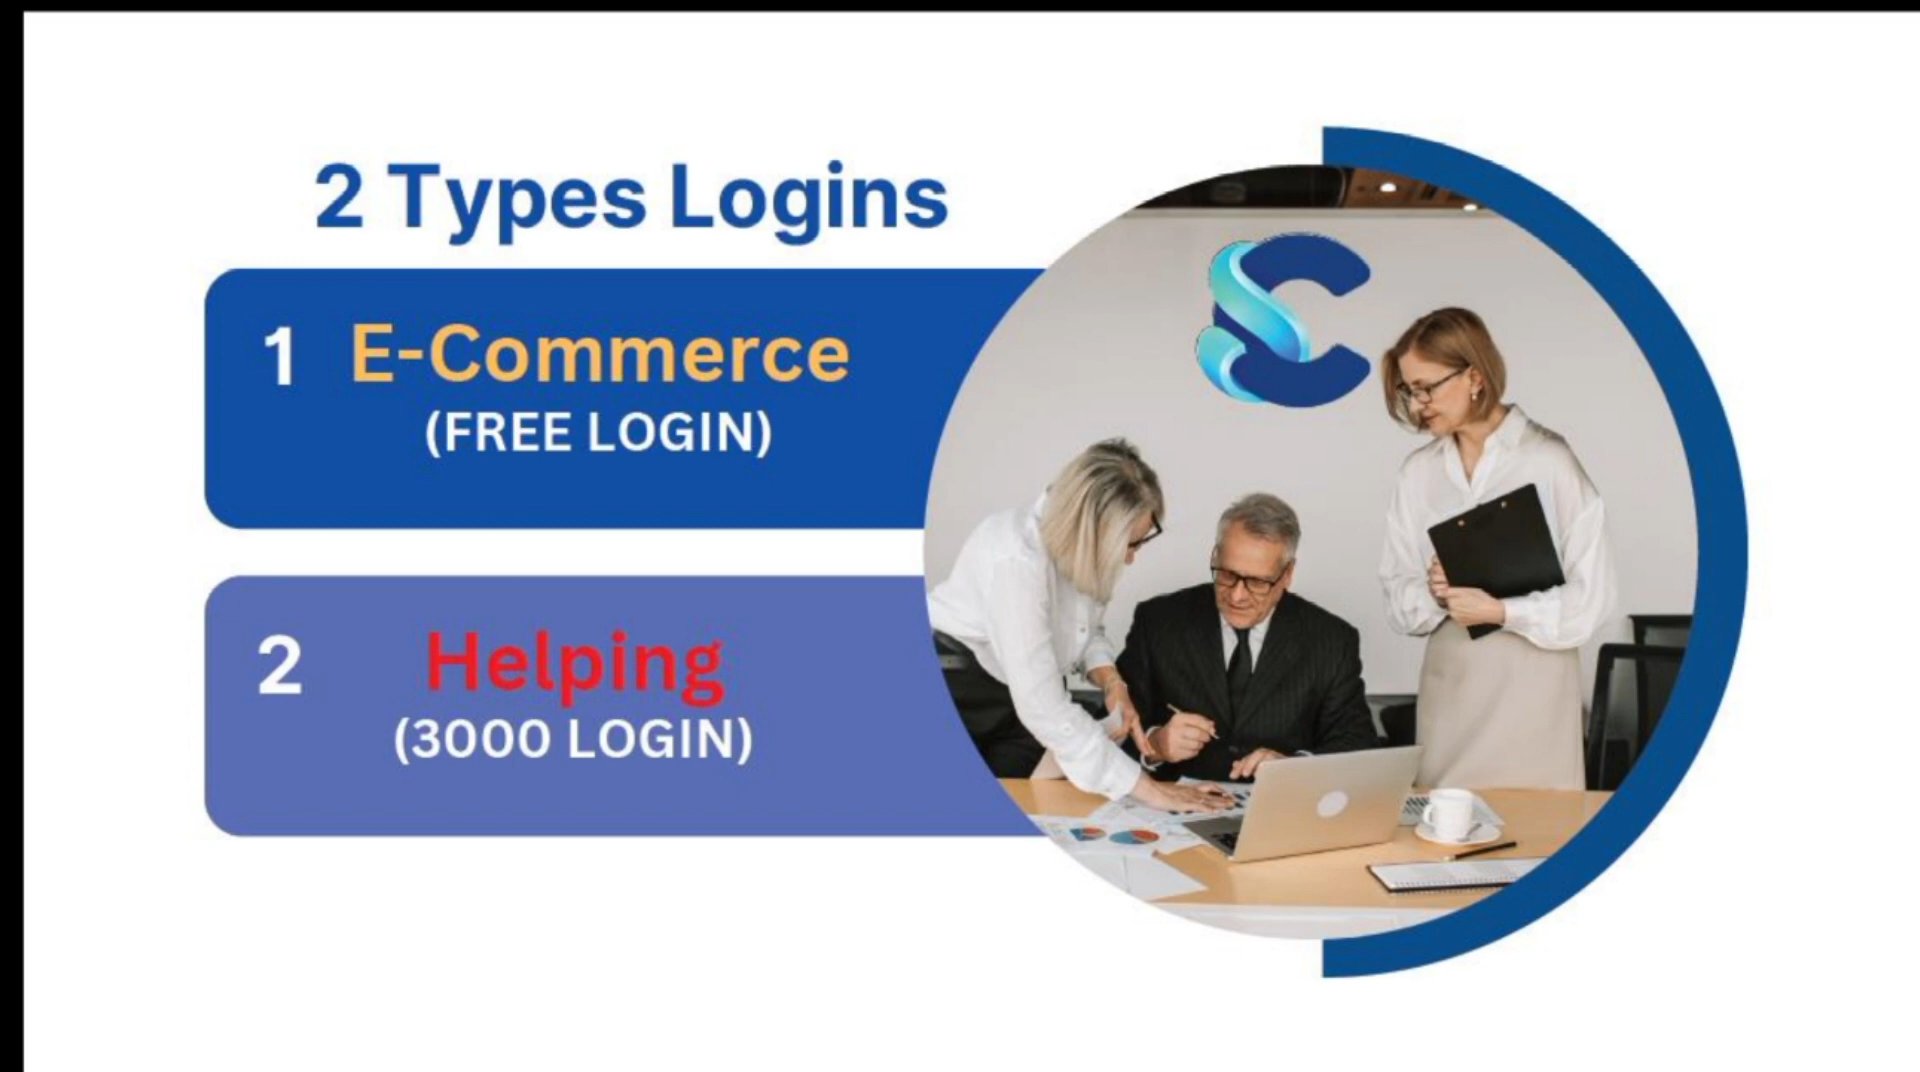 2 Types Logins
1 E-Commerce
(FREE LOGIN)
2 Helping
(3000 LOGIN)